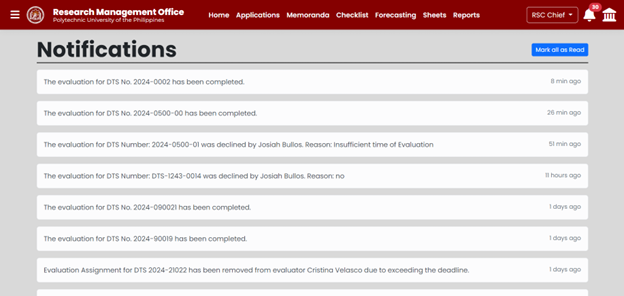 Research Management Office
Polytechnic University of the Philippines
Home Applications Memoranda Checklist Forecasting Sheets Reports
RSC Chief
30
Notifications
Mark all as Read
The evaluation for DTS No. 2024-0002 has been completed. 8 min ago
The evaluation for DTS No. 2024-0500-00 has been completed. 26 min ago
The evaluation for DTS Number: 2024-0500-01 was declined by Josiah Bullos. Reason: Insufficient time of Evaluation 51 min ago
The evaluation for DTS Number: DTS-1243-0014 was declined by Josiah Bullos. Reason: no 11 hours ago
The evaluation for DTS No. 2024-090021 has been completed. 1 days ago
The evaluation for DTS No. 2024-90019 has been completed. 1 days ago
Evaluation Assignment for DTS 2024-21022 has been removed from evaluator Cristina Velasco due to exceeding the deadline. 1 days ago